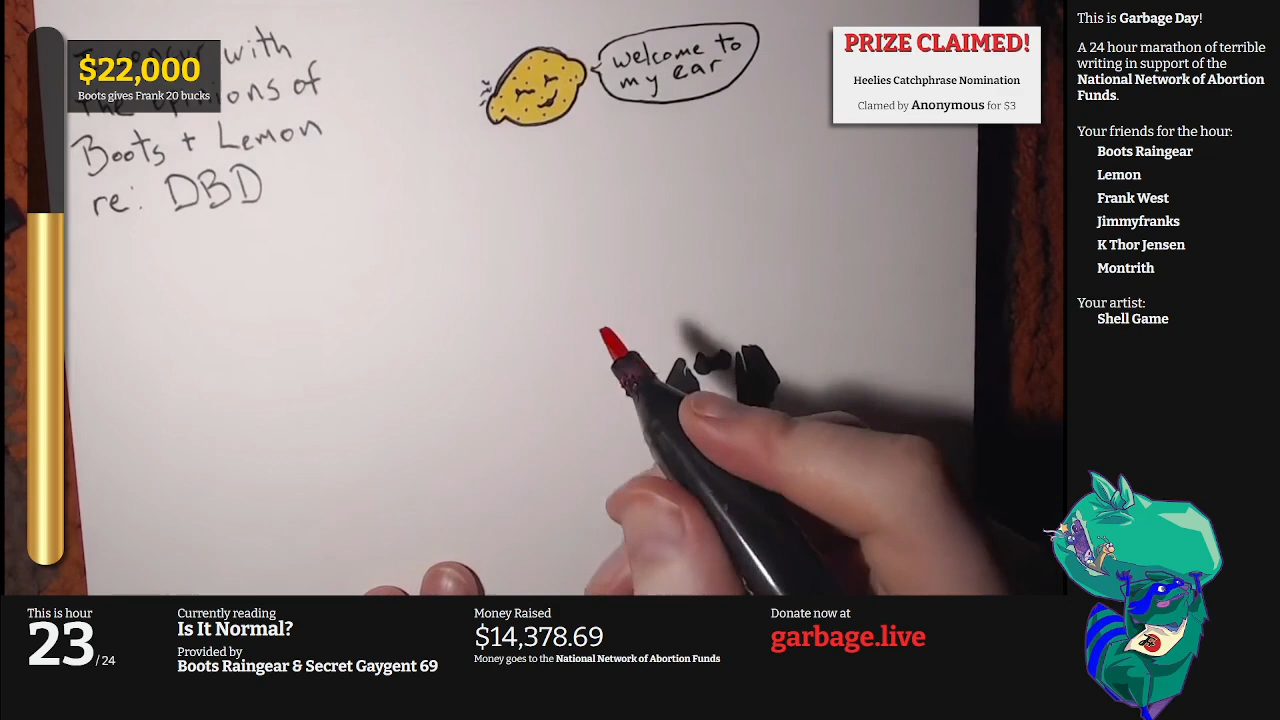 $22,000
Boots gives Frank 20 bucks
with
of
Boots + Lemon
re: DBD
welcome to
my ear
PRIZE CLAIMED!
Heelies Catchphrase Nomination
Clamed by Anonymous for $3
This is Garbage Day!
A 24 hour marathon of terrible
writing in support of the
National Network of Abortion
Funds.
Your friends for the hour:
Boots Raingear
Lemon
Frank West
Jimmyfranks
K Thor Jensen
Montrith
Your artist:
Shell Game
This is hour
23 / 24
Currently reading
Is It Normal?
Provided by
Boots Raingear & Secret Gaygent 69
Money Raised
$14,378.69
Money goes to the National Network of Abortion Funds
Donate now at
garbage.live